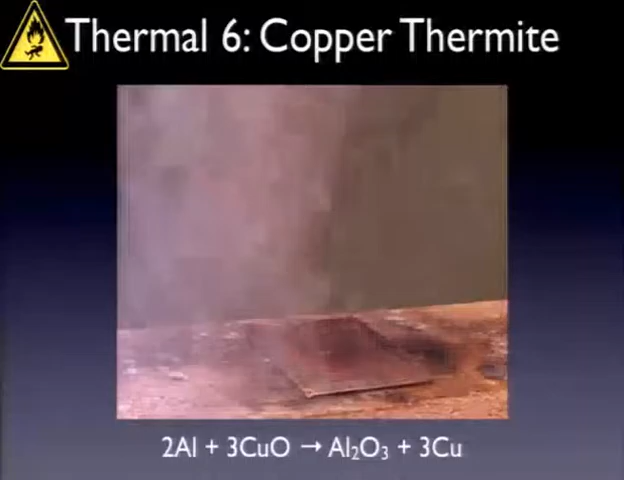 Thermal 6: Copper Thermite
2Al + 3CuO → Al₂O₃ + 3Cu